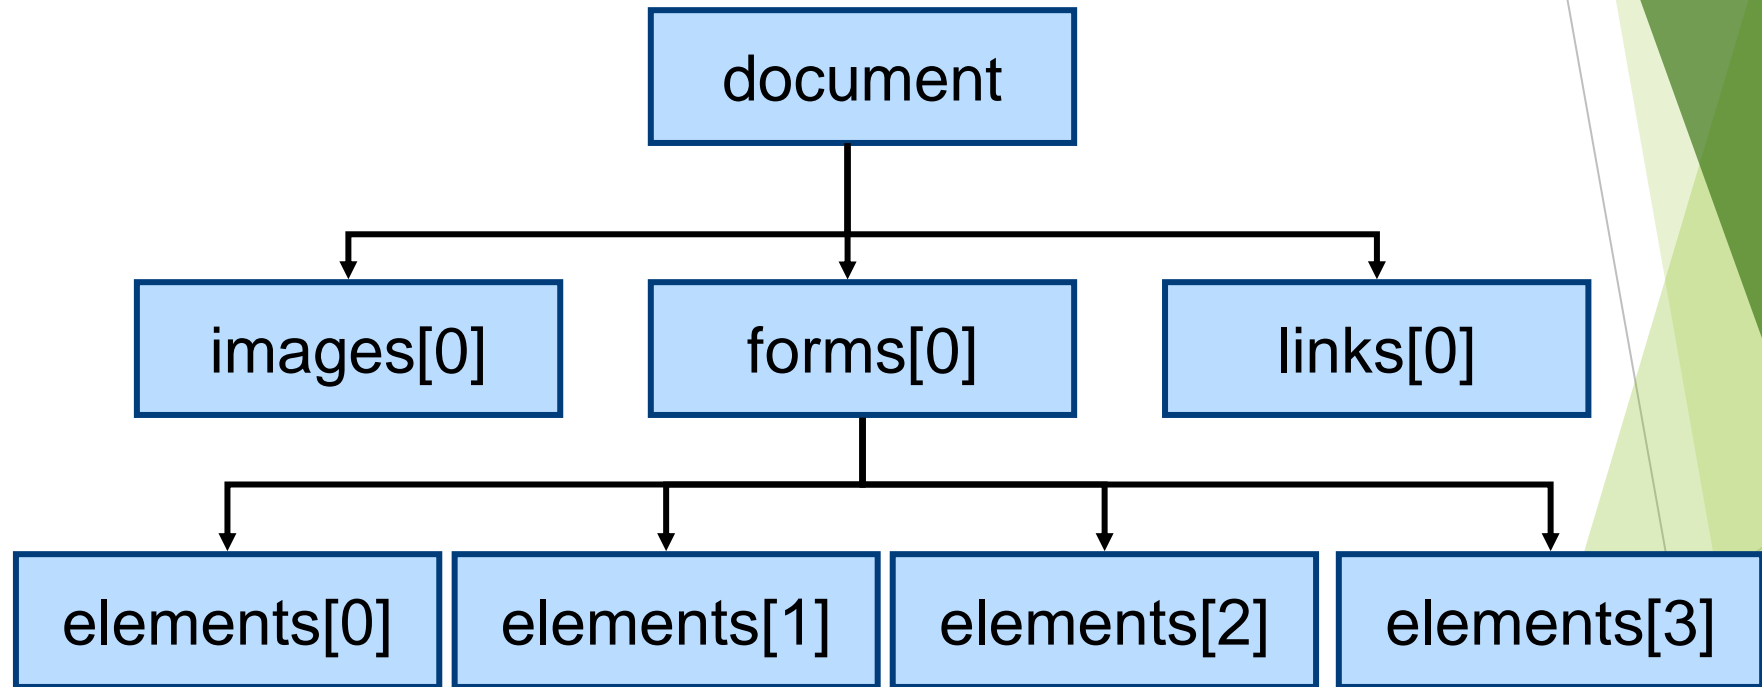 document
images[0]
forms[0]
links[0]
elements[0]
elements[1]
elements[2]
elements[3]